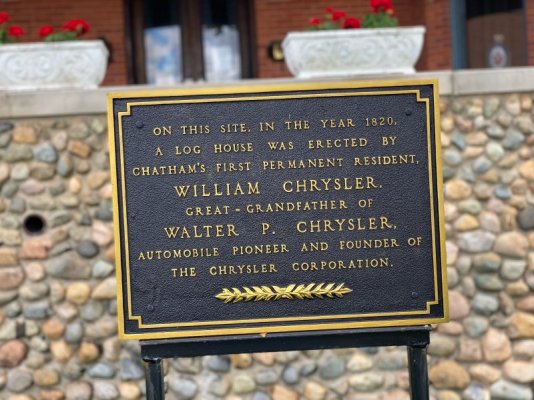 ON THIS SITE, IN THE YEAR 1820,
A LOG HOUSE WAS ERECTED BY
CHATHAM'S FIRST PERMANENT RESIDENT,
WILLIAM CHRYSLER,
GREAT-GRANDFATHER OF
WALTER P. CHRYSLER,
AUTOMOBILE PIONEER AND FOUNDER OF
THE CHRYSLER CORPORATION.